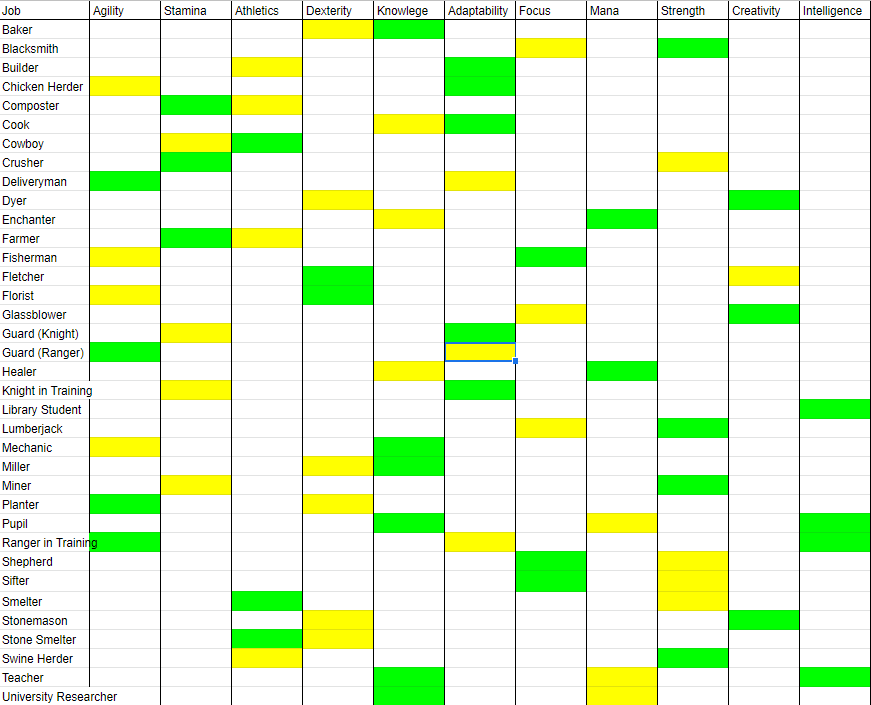 Job Agility Stamina Athletics Dexterity Knowlege Adaptability Focus Mana Strength Creativity Intelligence
Baker
Blacksmith
Builder
Chicken Herder
Composter
Cook
Cowboy
Crusher
Deliveryman
Dyer
Enchanter
Farmer
Fisherman
Fletcher
Florist
Glassblower
Guard (Knight)
Guard (Ranger)
Healer
Knight in Training
Library Student
Lumberjack
Mechanic
Miller
Miner
Planter
Pupil
Ranger in Training
Shepherd
Sifter
Smelter
Stonemason
Stone Smelter
Swine Herder
Teacher
University Researcher